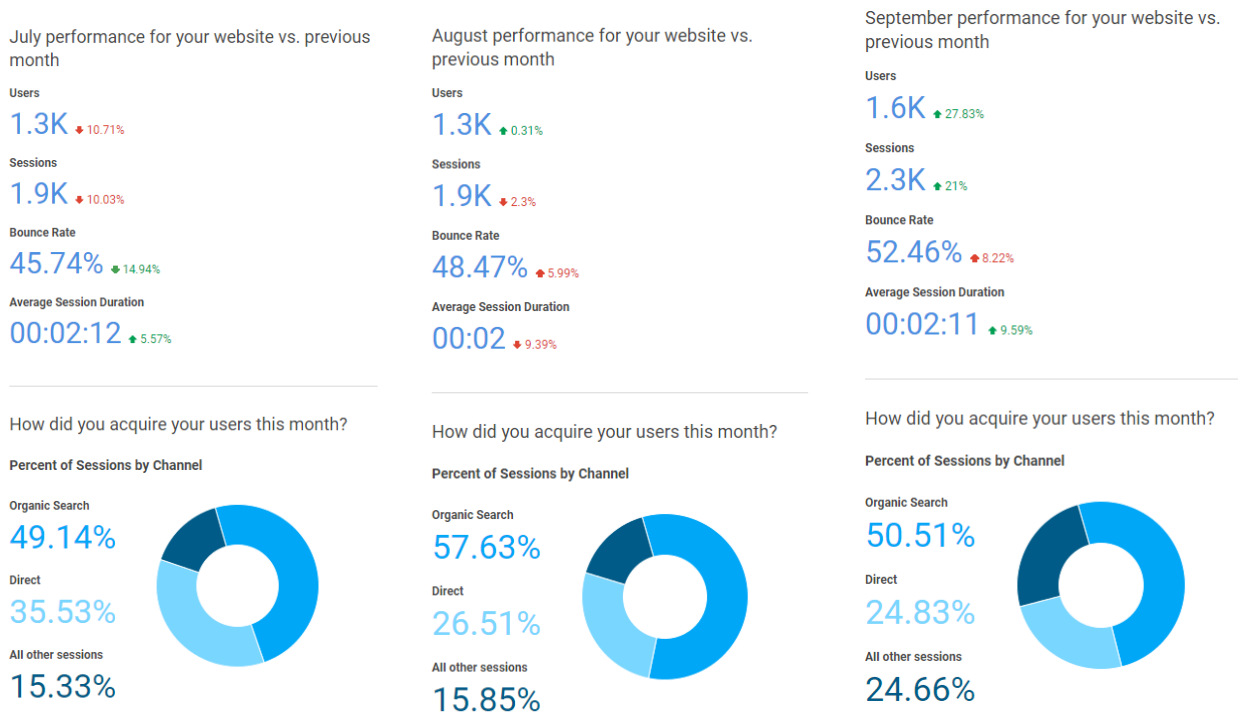 July performance for your website vs. previous
month
Users
1.3K 10.71%
Sessions
1.9K 10.03%
Bounce Rate
45.74% 14.94%
Average Session Duration
00:02:12 5.57%
How did you acquire your users this month?
Percent of Sessions by Channel
Organic Search
49.14%
Direct
35.53%
All other sessions
15.33%
August performance for your website vs.
previous month
Users
1.3K 0.31%
Sessions
1.9K 2.3%
Bounce Rate
48.47% 5.99%
Average Session Duration
00:02 9.39%
How did you acquire your users this month?
Percent of Sessions by Channel
Organic Search
57.63%
Direct
26.51%
All other sessions
15.85%
September performance for your website vs.
previous month
Users
1.6K 27.83%
Sessions
2.3K 21%
Bounce Rate
52.46% 8.22%
Average Session Duration
00:02:11 9.59%
How did you acquire your users this month?
Percent of Sessions by Channel
Organic Search
50.51%
Direct
24.83%
All other sessions
24.66%